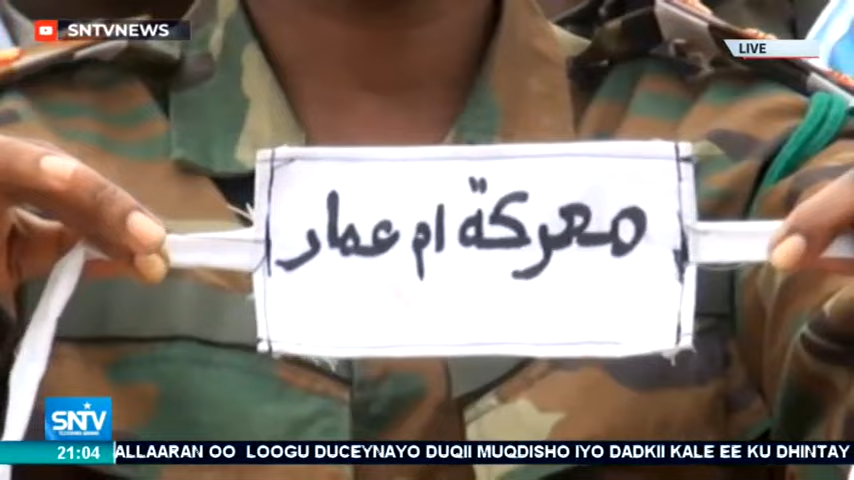 SNTVNEWS
LIVE
معركة ام عمار
SNTV
21:04 ALLAARAN OO LOOGU DUCEYNAYO DUQII MUQDISHO IYO DADKII KALE EE KU DHINTAY